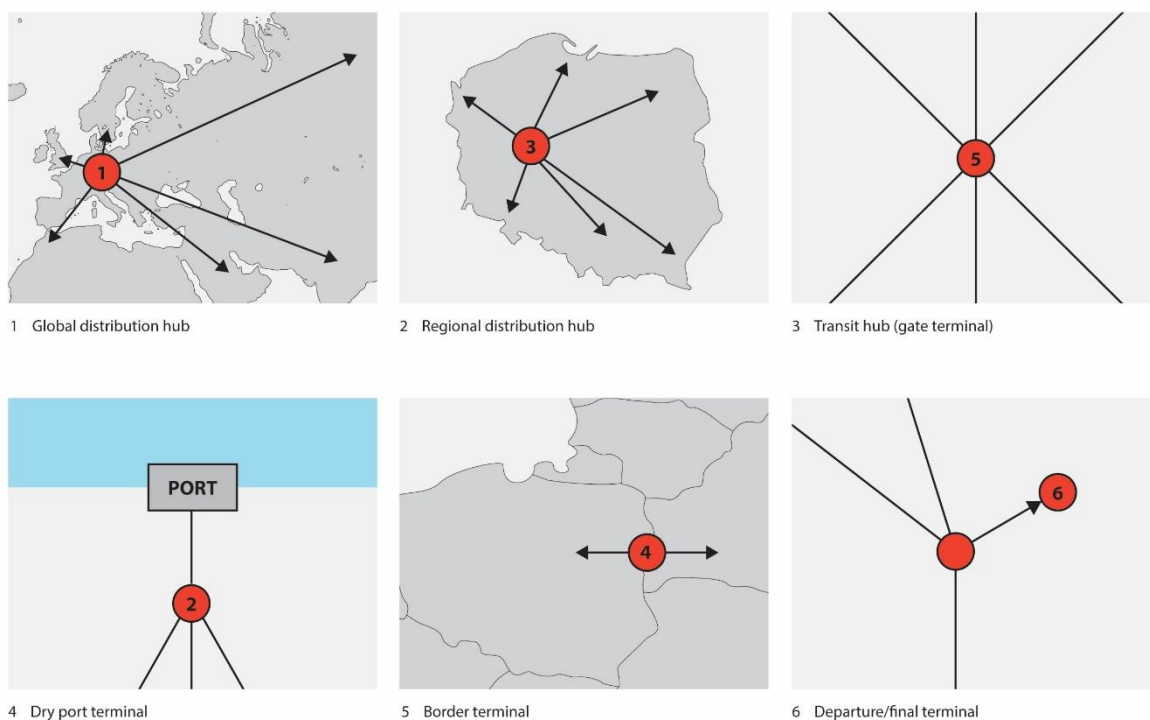 1
3
5
1 Global distribution hub
2 Regional distribution hub
3 Transit hub (gate terminal)
PORT
2
4
6
4 Dry port terminal
5 Border terminal
6 Departure/final terminal